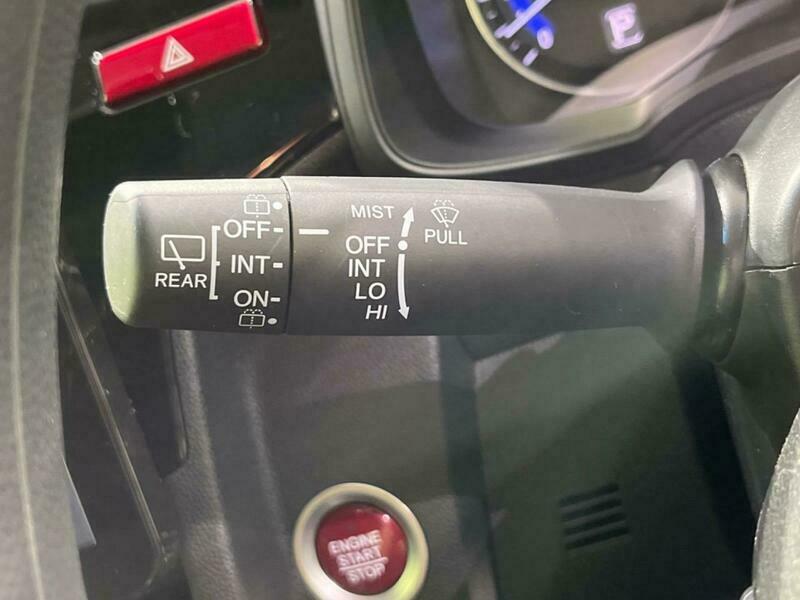 P
MIST
PULL
OFF
INT
LO
HI
REAR
OFF
INT
ON
ENGINE
START
STOP